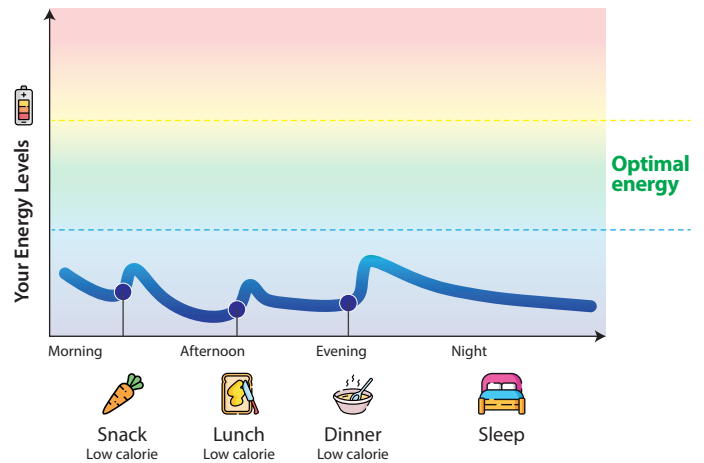 Your Energy Levels
Optimal
energy
Morning Afternoon Evening Night
Snack Lunch Dinner Sleep
Low calorie Low calorie Low calorie